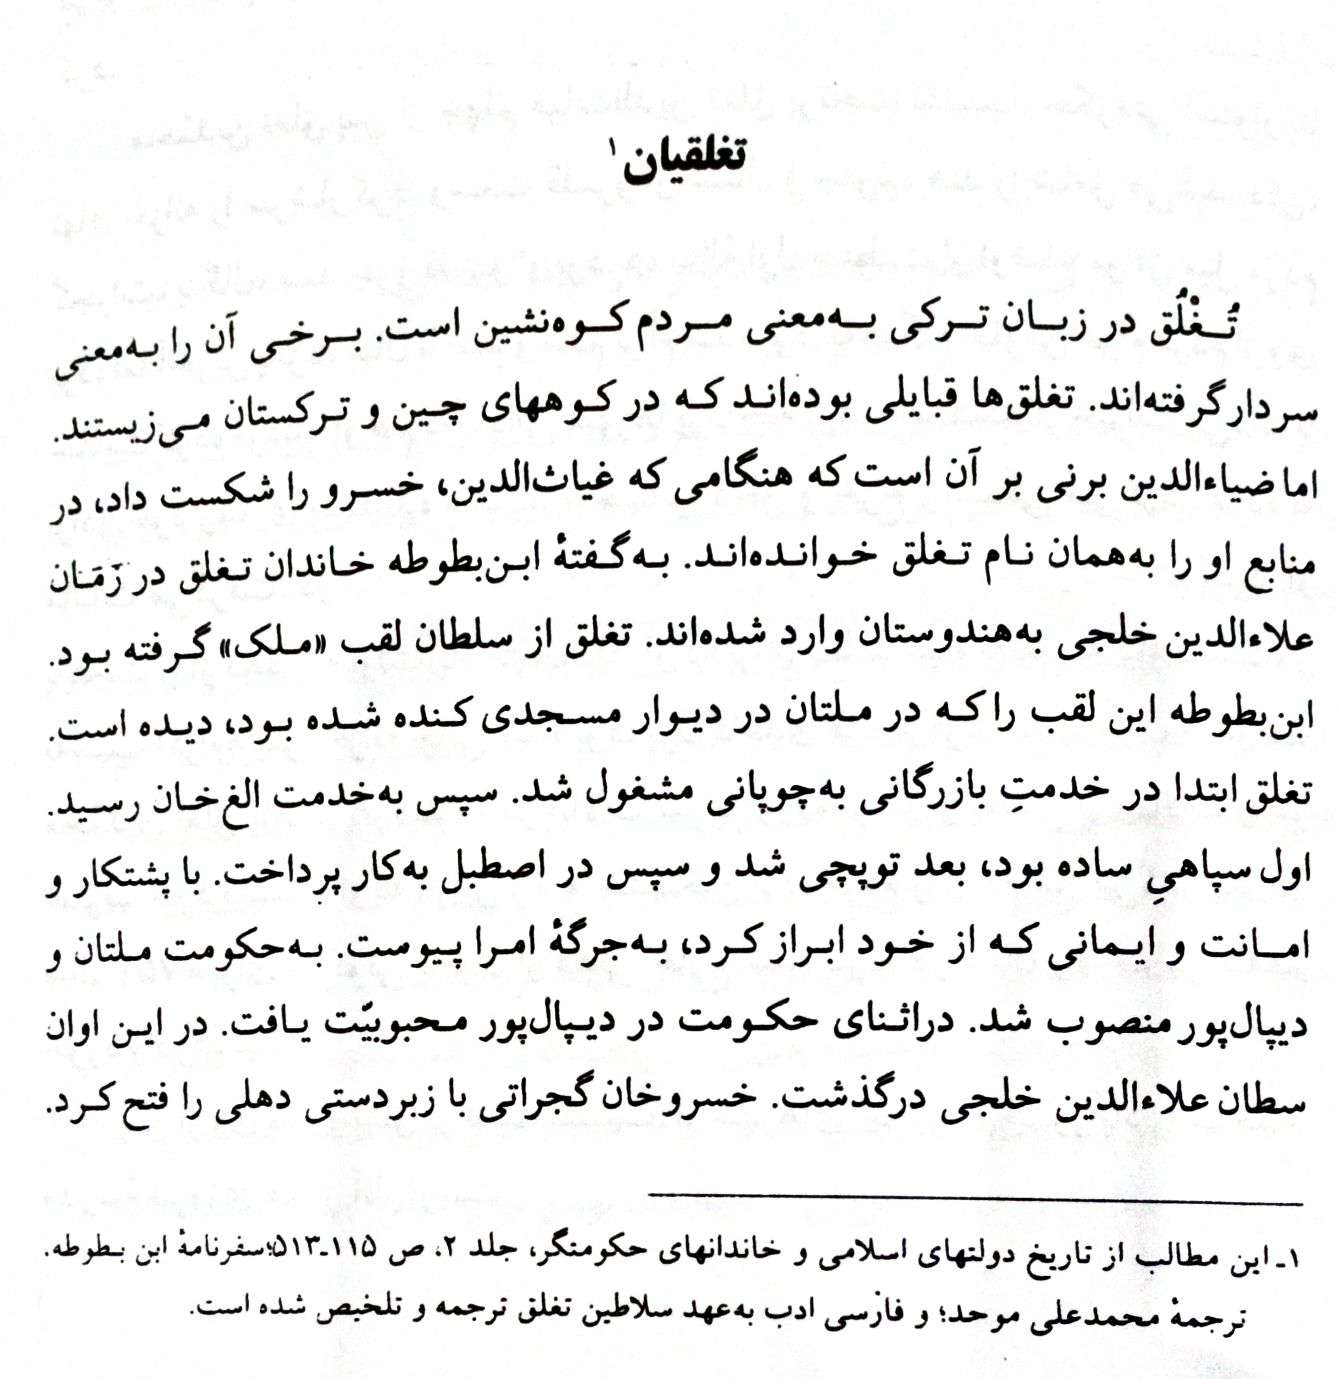 تغلقیان۱
تُغْلُق در زبان ترکی به‌معنی مردم کوه‌نشین است. برخی آن را به‌معنی
سردار گرفته‌اند. تغلق‌ها قبایلی بوده‌اند که در کوههای چین و ترکستان می‌زیستند.
اما ضیاءالدین برنی بر آن است که هنگامی که غیاث‌الدین، خسرو را شکست داد، در
منابع او را به‌همان نام تغلق خوانده‌اند. به‌گفتهٔ ابن‌بطوطه خاندان تغلق در زمان
علاءالدین خلجی به‌هندوستان وارد شده‌اند. تغلق از سلطان لقب «ملک» گرفته بود.
ابن‌بطوطه این لقب را که در ملتان در دیوار مسجدی کنده شده بود، دیده است.
تغلق ابتدا در خدمتِ بازرگانی به‌چوپانی مشغول شد. سپس به‌خدمت الغ‌خان رسید.
اول سپاهیِ ساده بود، بعد توپچی شد و سپس در اصطبل به‌کار پرداخت. با پشتکار و
امانت و ایمانی که از خود ابراز کرد، به‌جرگهٔ امرا پیوست. به‌حکومت ملتان و
دیپال‌پور منصوب شد. دراثنای حکومت در دیپال‌پور محبوبیّت یافت. در این اوان
سطان علاءالدین خلجی درگذشت. خسروخان گجراتی با زبردستی دهلی را فتح کرد.
۱ـ این مطالب از تاریخ دولتهای اسلامی و خاندانهای حکومتگر، جلد ۲، ص ۱۱۵ـ۵۱۳؛سفرنامهٔ ابن بطوطه.
ترجمهٔ محمدعلی موحد؛ و فارسی ادب به‌عهد سلاطین تغلق ترجمه و تلخیص شده است.